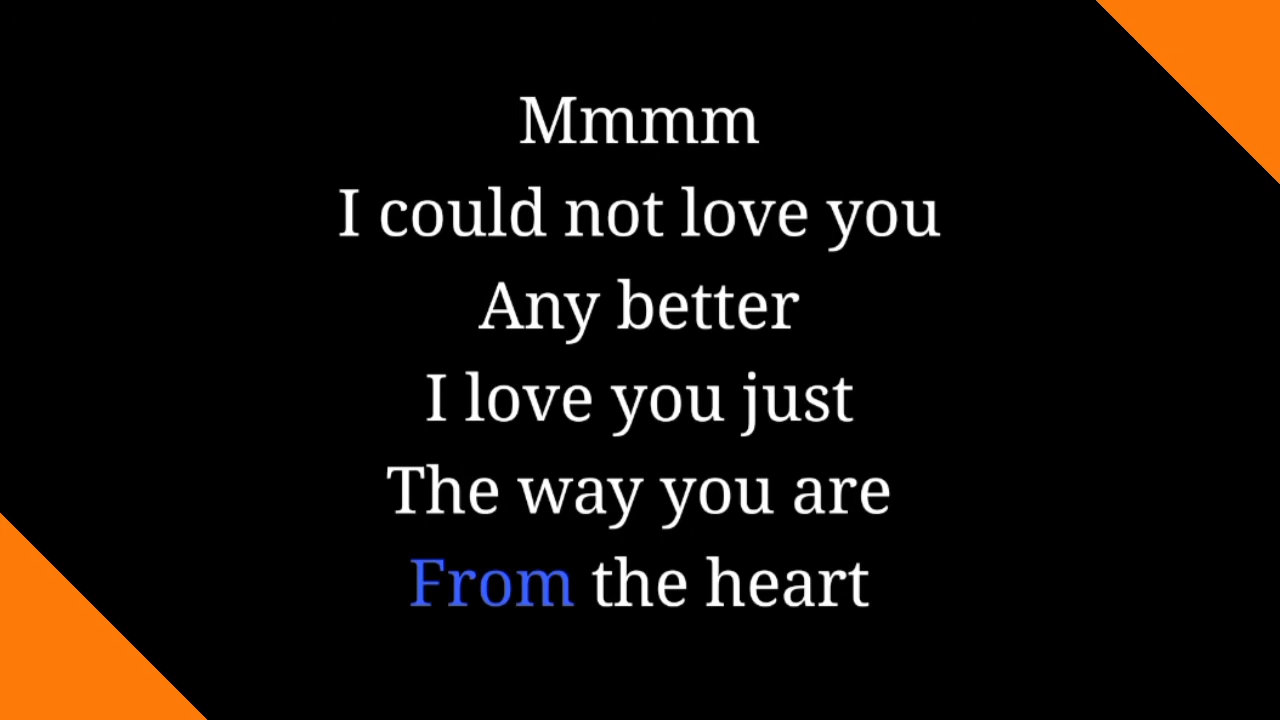 Mmmm
I could not love you
Any better
I love you just
The way you are
From the heart